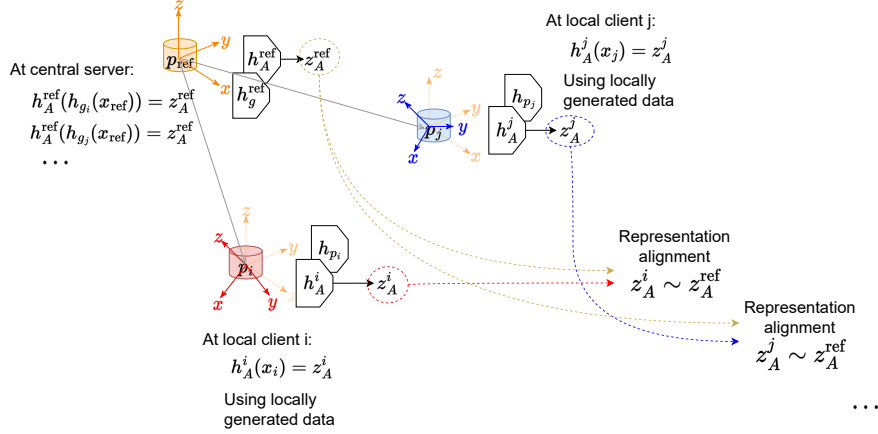 At central server:
h_A^ref(h_{g_i}(x_ref)) = z_A^ref
h_A^ref(h_{g_j}(x_ref)) = z_A^ref
...
z
y
x
p_ref
h_A^ref
h_g^ref
z_A^ref
At local client j:
h_A^j(x_j) = z_A^j
Using locally
generated data
z
y
x
z
y
x
p_j
h_{p_j}
h_A^j
z_A^j
z
y
x
z
y
x
p_i
h_{p_i}
h_A^i
z_A^i
At local client i:
h_A^i(x_i) = z_A^i
Using locally
generated data
Representation
alignment
z_A^i ∼ z_A^ref
Representation
alignment
z_A^j ∼ z_A^ref
...